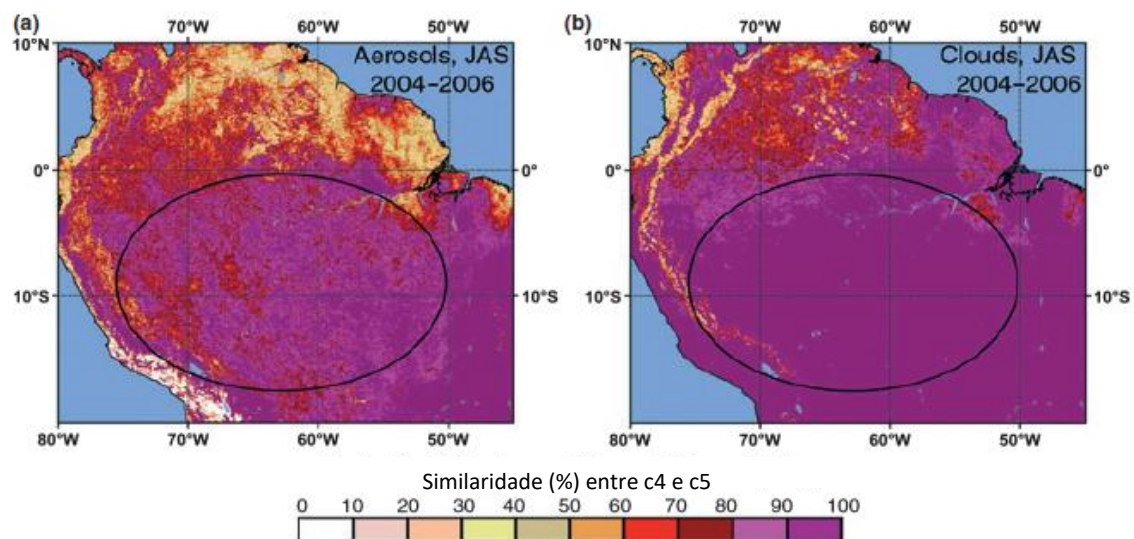 (a)
70°W 60°W 50°W
10°N
Aerosols, JAS
2004–2006
0° 0°
10°S 10°S
80°W 70°W 60°W 50°W
(b)
70°W 60°W 50°W
10°N
Clouds, JAS
2004–2006
0° 0°
10°S 10°S
80°W 70°W 60°W 50°W
Similaridade (%) entre c4 e c5
0 10 20 30 40 50 60 70 80 90 100